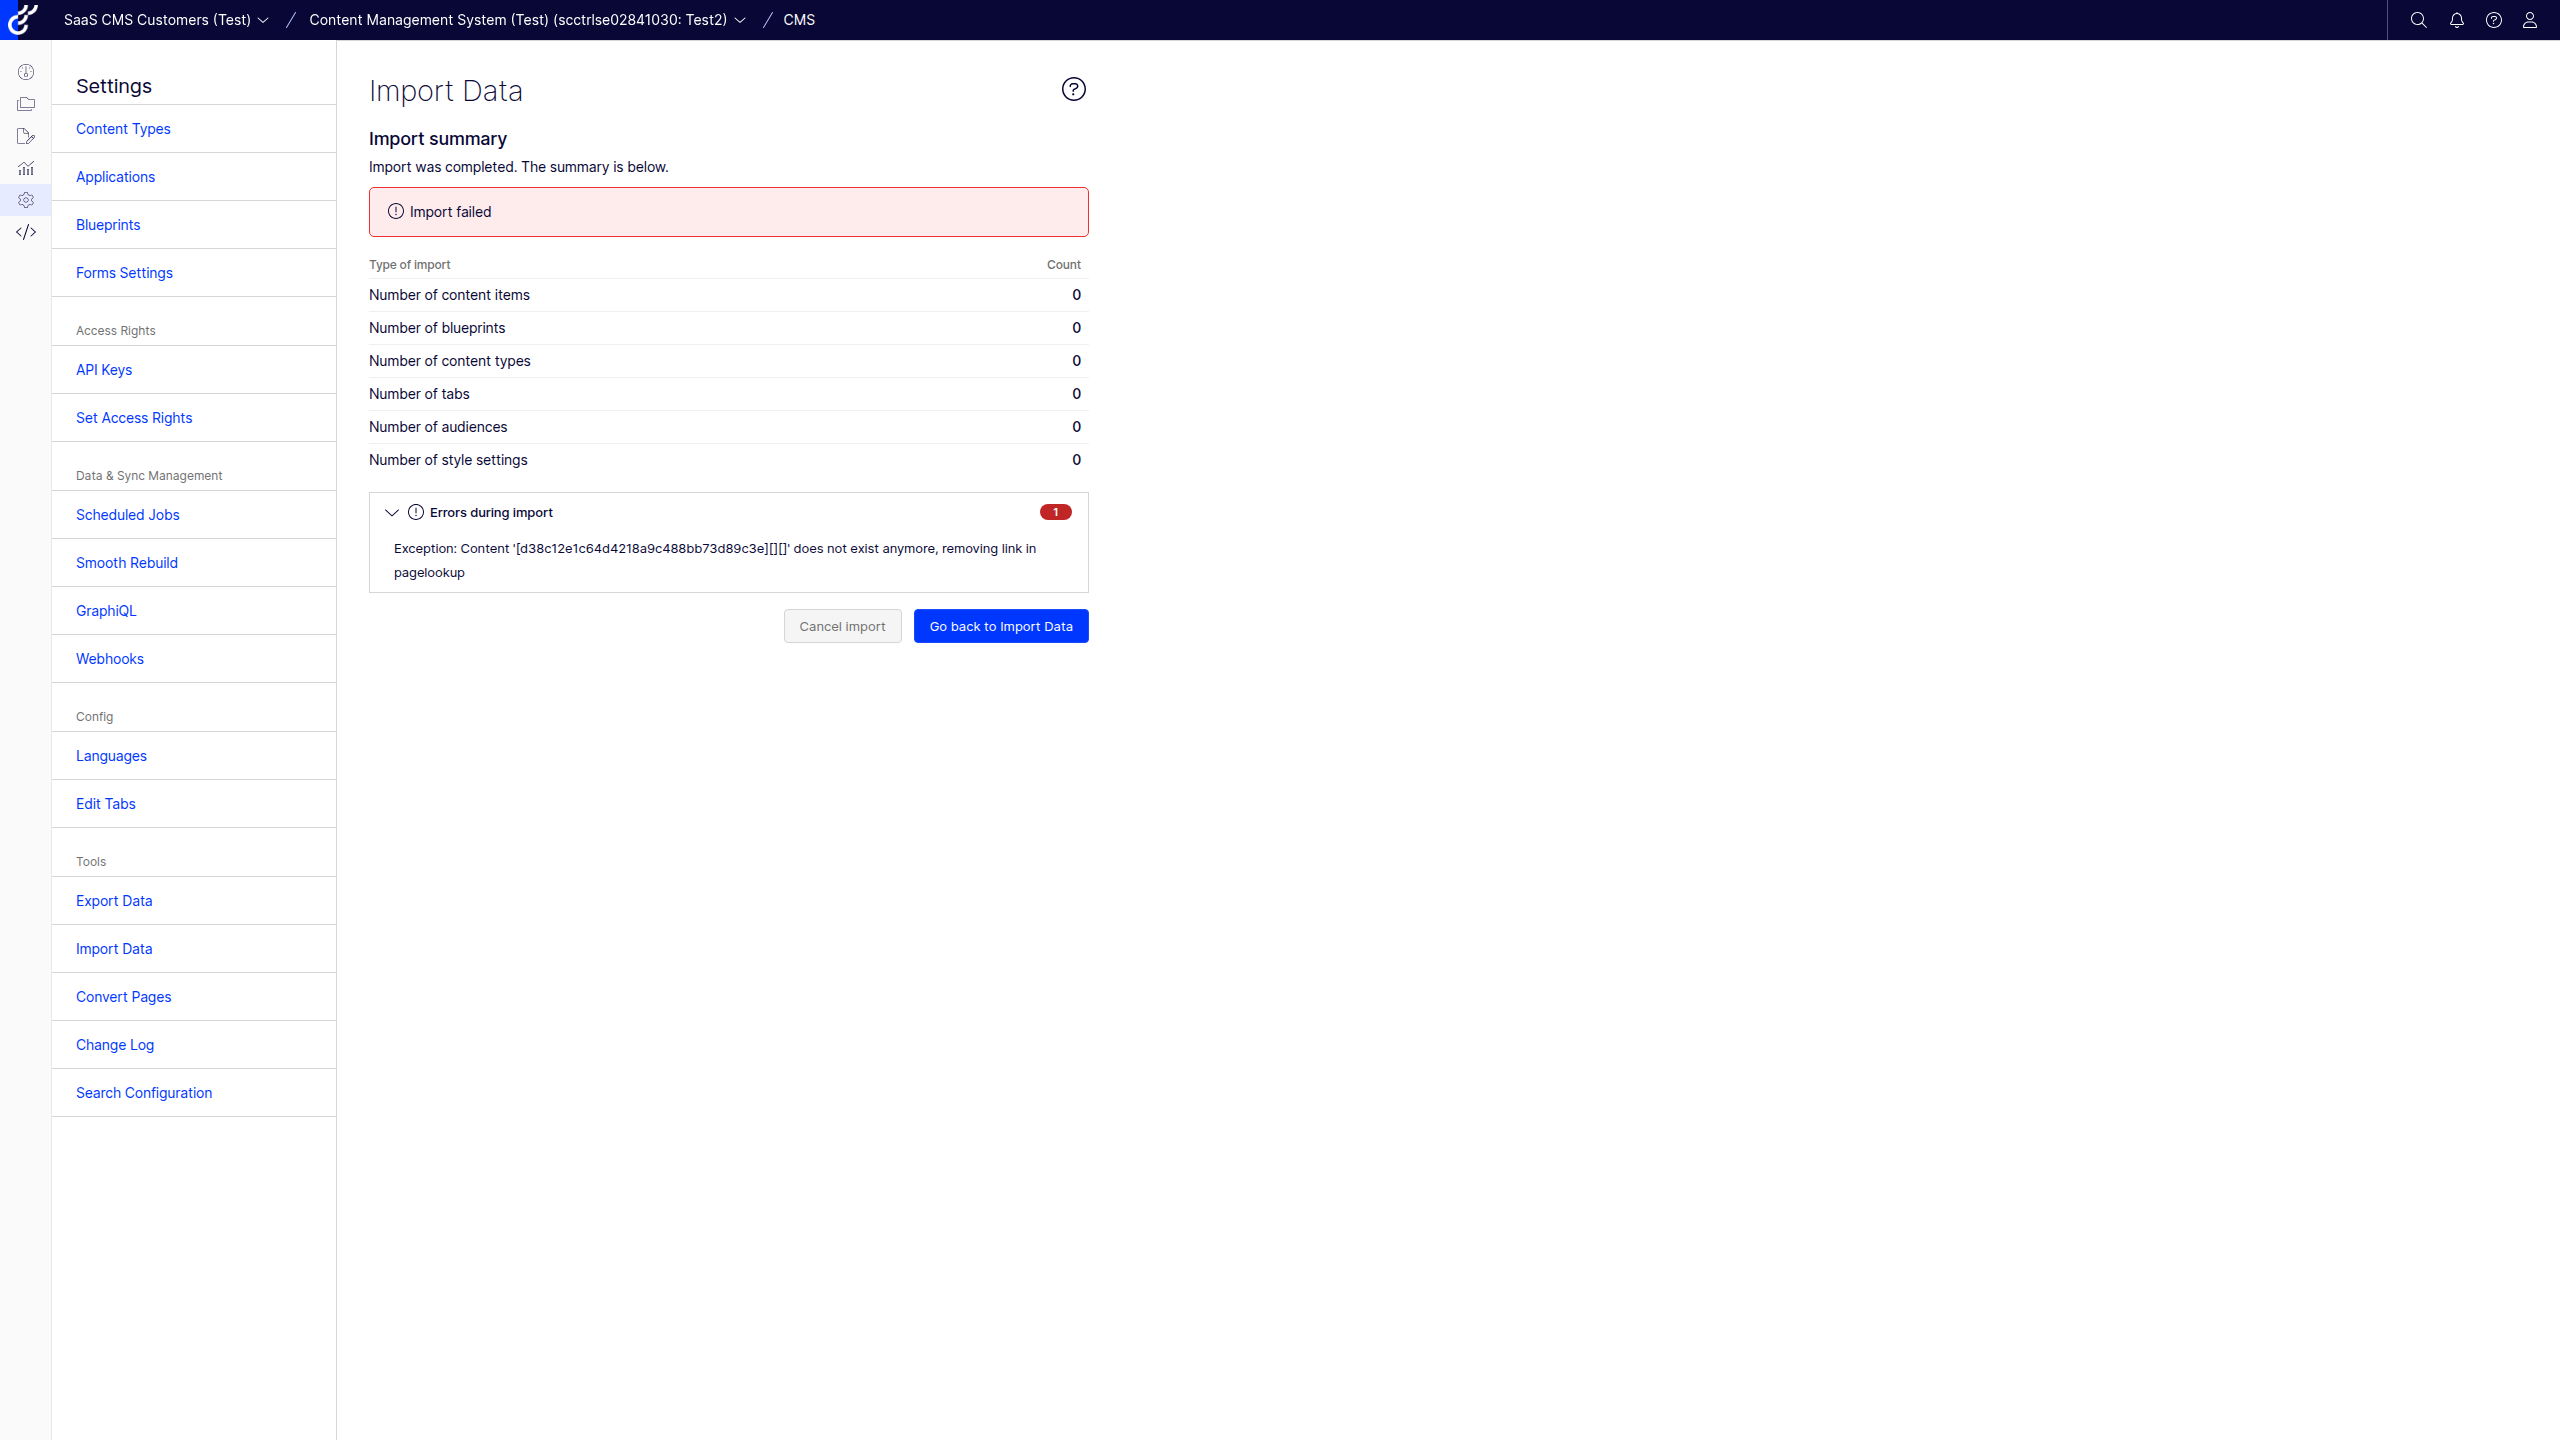 SaaS CMS Customers (Test) / Content Management System (Test) (scctrlse02841030: Test2) / CMS
Settings
Content Types
Applications
Blueprints
Forms Settings
Access Rights
API Keys
Set Access Rights
Data & Sync Management
Scheduled Jobs
Smooth Rebuild
GraphiQL
Webhooks
Config
Languages
Edit Tabs
Tools
Export Data
Import Data
Convert Pages
Change Log
Search Configuration
Import Data
Import summary
Import was completed. The summary is below.
Import failed
Type of import Count
Number of content items 0
Number of blueprints 0
Number of content types 0
Number of tabs 0
Number of audiences 0
Number of style settings 0
Errors during import 1
Exception: Content '[d38c12e1c64d4218a9c488bb73d89c3e][][]' does not exist anymore, removing link in
pagelookup
Cancel import Go back to Import Data